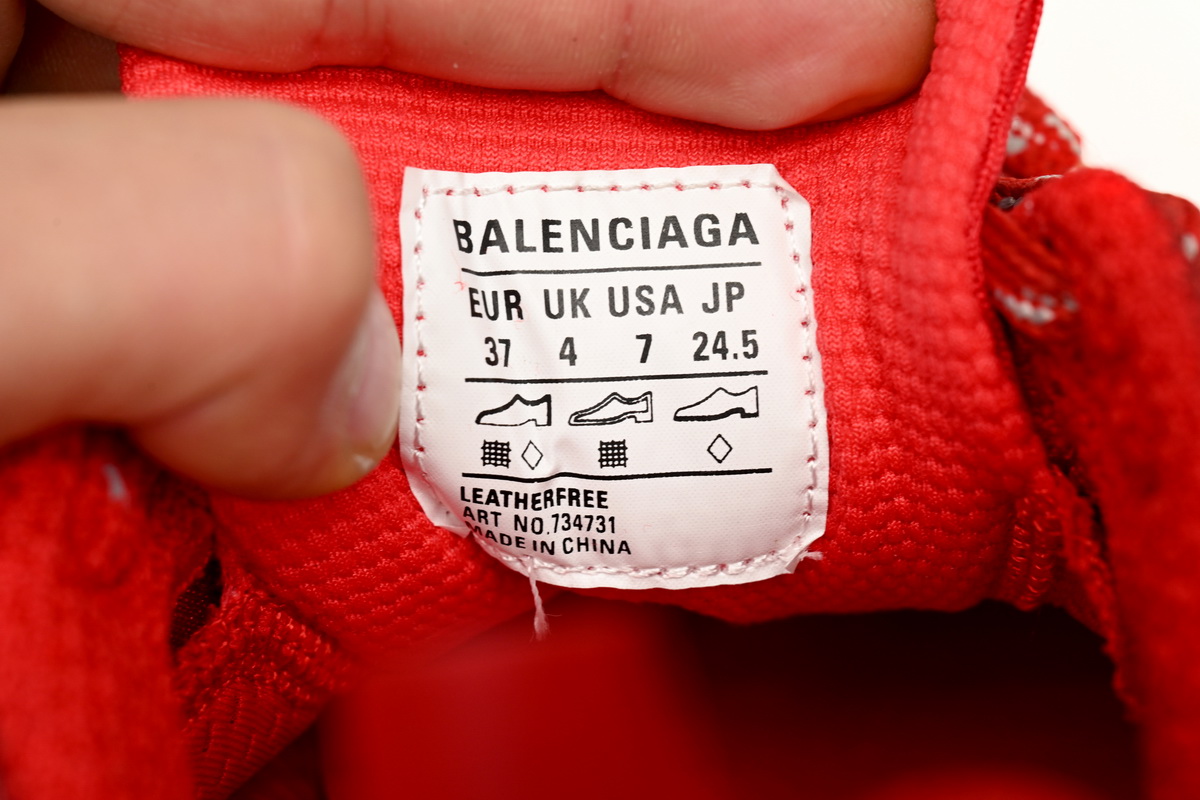 BALENCIAGA
EUR UK USA JP
37 4 7 24.5
LEATHERFREE
ART NO.734731
MADE IN CHINA